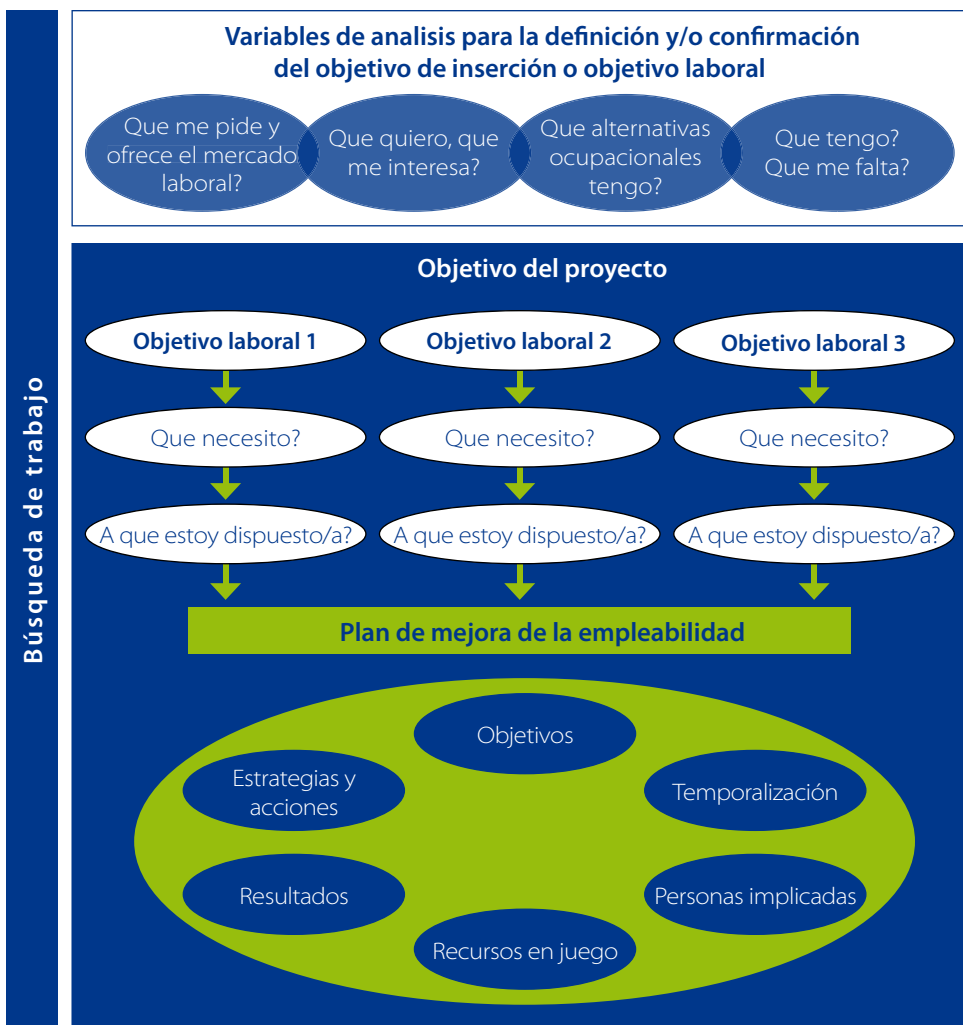 Búsqueda de trabajo
Variables de analisis para la definición y/o confirmación
del objetivo de inserción o objetivo laboral
Que me pide y
ofrece el mercado
laboral?
Que quiero, que
me interesa?
Que alternativas
ocupacionales
tengo?
Que tengo?
Que me falta?
Objetivo del proyecto
Objetivo laboral 1
Objetivo laboral 2
Objetivo laboral 3
Que necesito?
Que necesito?
Que necesito?
A que estoy dispuesto/a?
A que estoy dispuesto/a?
A que estoy dispuesto/a?
Plan de mejora de la empleabilidad
Objetivos
Estrategias y
acciones
Temporalización
Resultados
Personas implicadas
Recursos en juego